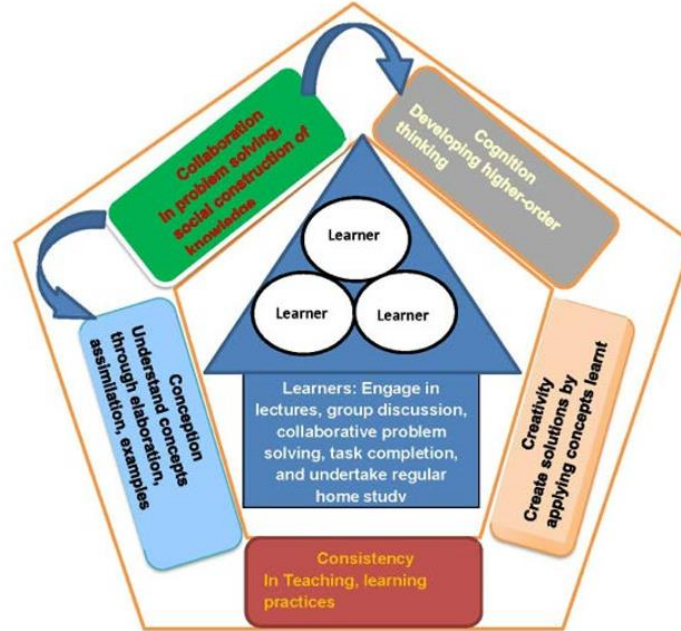 Collaboration
In problem solving,
social construction of
knowledge
Cognition
Developing higher-order
thinking
Learner
Learner
Learner
Conception
Understand concepts
through elaboration,
assimilation, examples
Learners: Engage in
lectures, group discussion,
collaborative problem
solving, task completion,
and undertake regular
home study
Creativity
Create solutions by
applying concepts learnt
Consistency
In Teaching, learning
practices